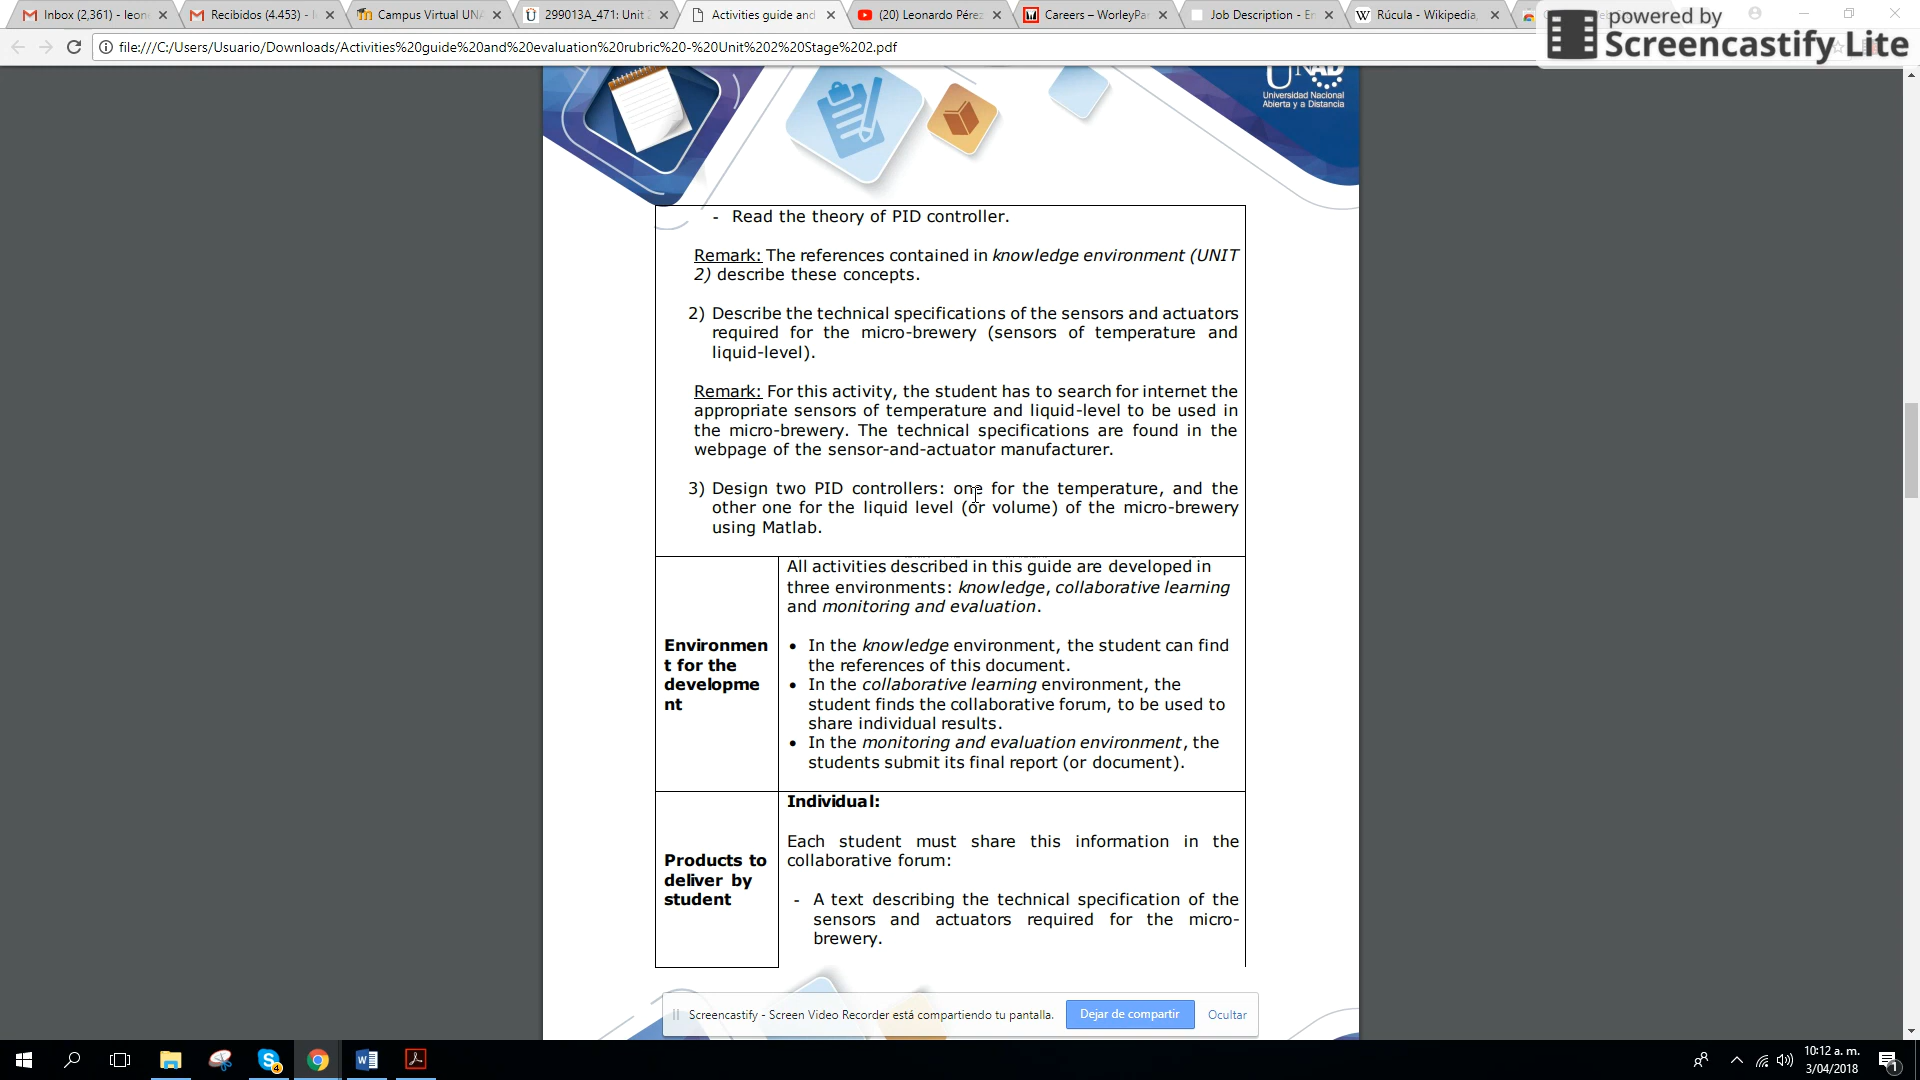 Inbox (2,361) - leon
Recibidos (4.453) - l
Campus Virtual UNA
299013A_471: Unit 2
Activities guide and
(20) Leonardo Pérez
Careers – WorleyPa
Job Description - En
Rúcula - Wikipedia,
powered by
Screencastify Lite
file:///C:/Users/Usuario/Downloads/Activities%20guide%20and%20evaluation%20rubric%20-%20Unit%202%20Stage%202.pdf
UNAD
Universidad Nacional
Abierta y a Distancia
- Read the theory of PID controller.
Remark: The references contained in knowledge environment (UNIT
2) describe these concepts.
2) Describe the technical specifications of the sensors and actuators
required for the micro-brewery (sensors of temperature and
liquid-level).
Remark: For this activity, the student has to search for internet the
appropriate sensors of temperature and liquid-level to be used in
the micro-brewery. The technical specifications are found in the
webpage of the sensor-and-actuator manufacturer.
3) Design two PID controllers: one for the temperature, and the
other one for the liquid level (or volume) of the micro-brewery
using Matlab.
Environmen
t for the
developme
nt
All activities described in this guide are developed in
three environments: knowledge, collaborative learning
and monitoring and evaluation.
• In the knowledge environment, the student can find
the references of this document.
• In the collaborative learning environment, the
student finds the collaborative forum, to be used to
share individual results.
• In the monitoring and evaluation environment, the
students submit its final report (or document).
Products to
deliver by
student
Individual:
Each student must share this information in the
collaborative forum:
- A text describing the technical specification of the
sensors and actuators required for the micro-
brewery.
Screencastify - Screen Video Recorder está compartiendo tu pantalla.
Dejar de compartir
Ocultar
4
10:12 a. m.
3/04/2018
1